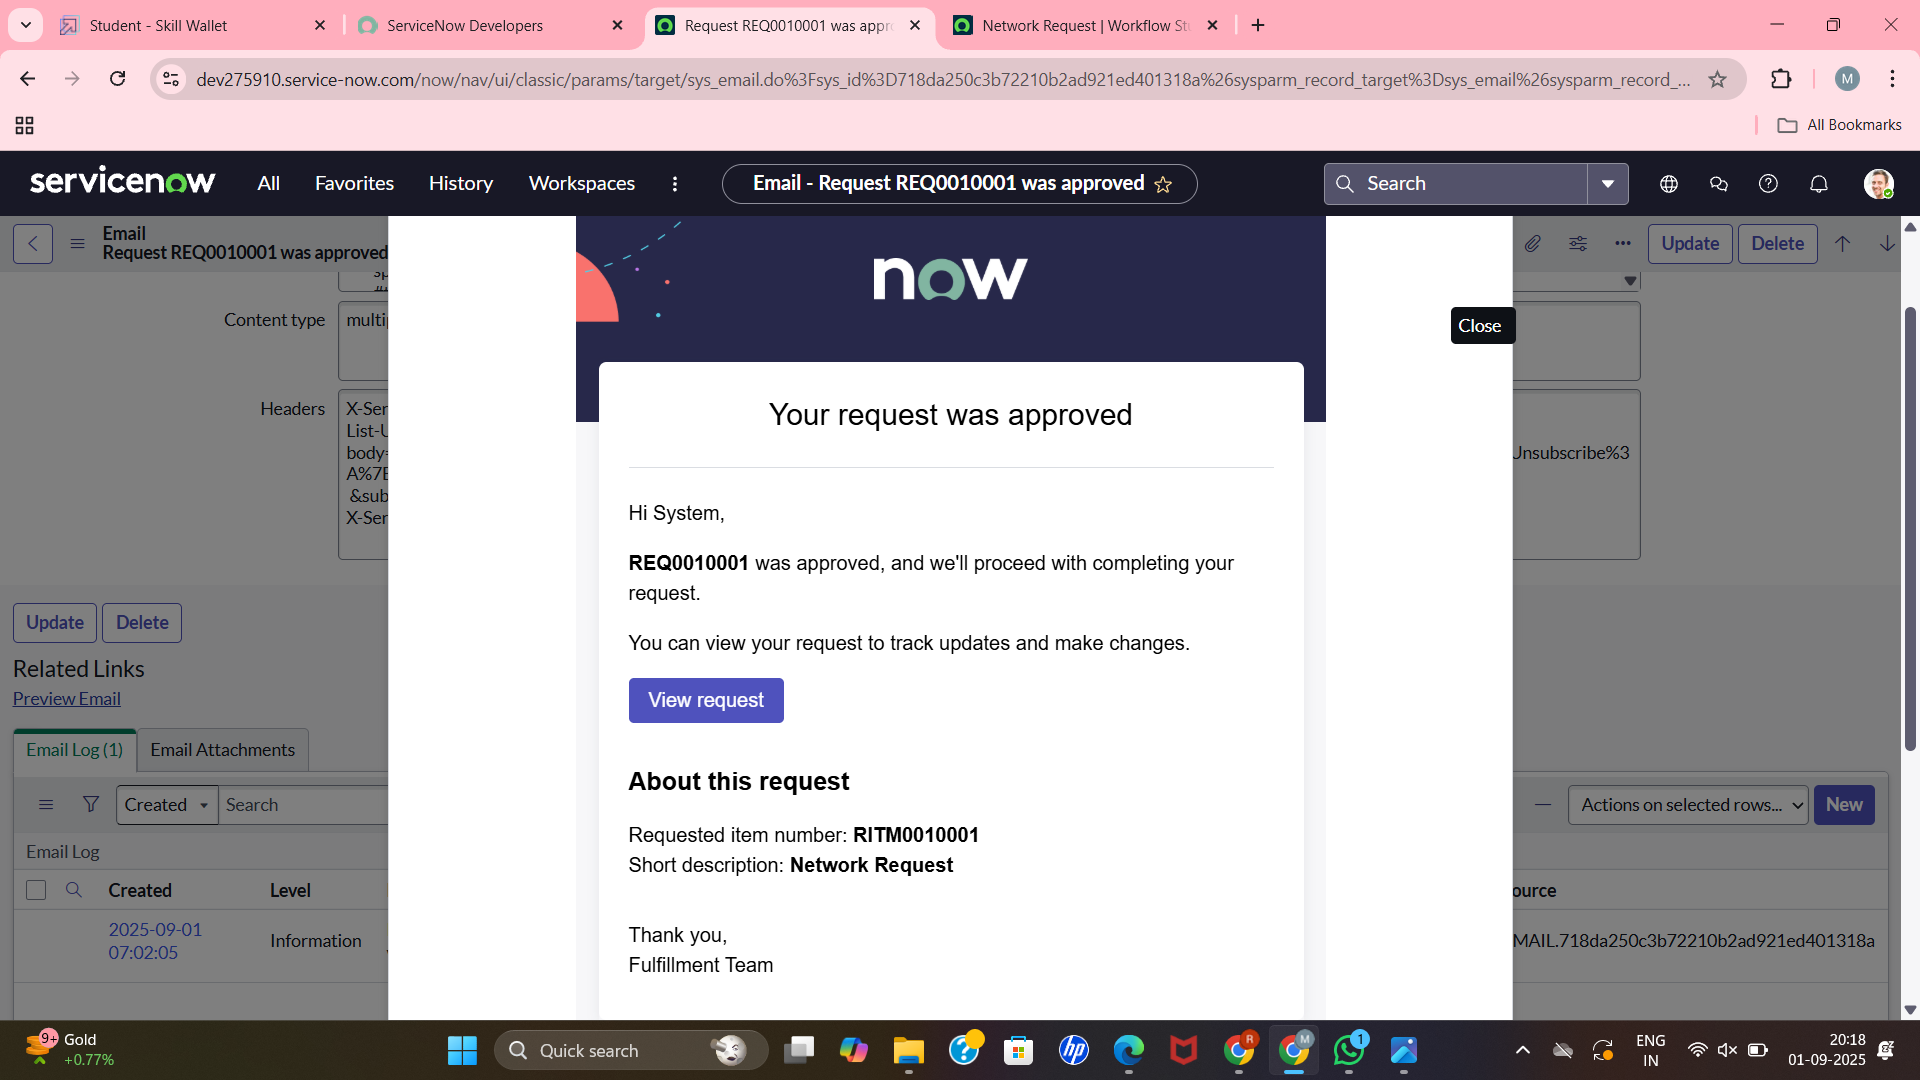 Student - Skill Wallet
ServiceNow Developers
Request REQ0010001 was appr
Network Request | Workflow St
dev275910.service-now.com/now/nav/ui/classic/params/target/sys_email.do%3Fsys_id%3D718da250c3b72210b2ad921ed401318a%26sysparm_record_target%3Dsys_email%26sysparm_record_...
M
All Bookmarks
servicenow
All
Favorites
History
Workspaces
Email - Request REQ0010001 was approved
Search
Email
Request REQ0010001 was approved
Update
Delete
now
Content type
multip
Close
Headers
X-Ser
List-U
body=
A%7E
&sub
X-Ser
Unsubscribe%3
Your request was approved
Hi System,
REQ0010001 was approved, and we'll proceed with completing your
request.
You can view your request to track updates and make changes.
View request
About this request
Requested item number: RITM0010001
Short description: Network Request
Thank you,
Fulfillment Team
Update
Delete
Related Links
Preview Email
Email Log (1)
Email Attachments
Created
Search
Actions on selected rows...
New
Email Log
Created
Level
ource
2025-09-01
07:02:05
Information
MAIL.718da250c3b72210b2ad921ed401318a
9+
Gold
+0.77%
Quick search
hp
R
M
1
ENG
IN
20:18
01-09-2025